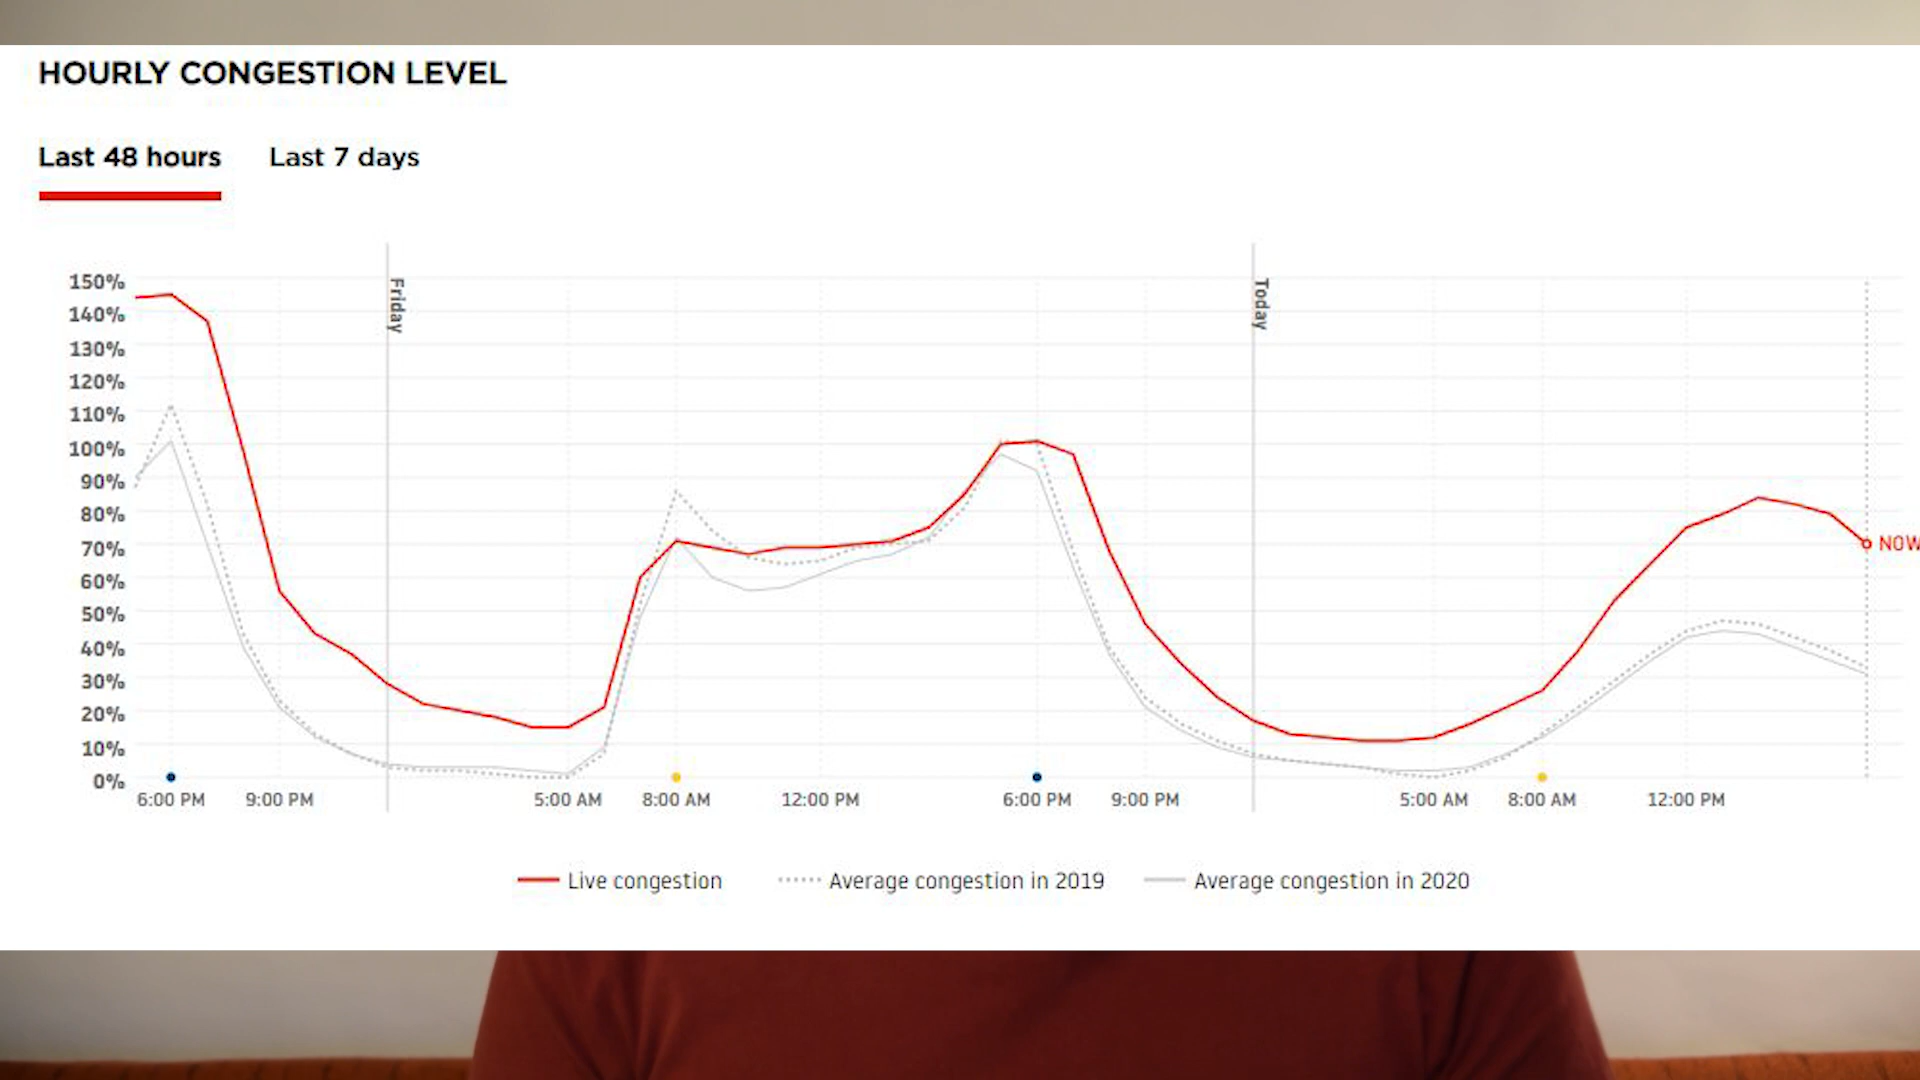 HOURLY CONGESTION LEVEL
Last 48 hours Last 7 days
Friday
Today
150%
140%
130%
120%
110%
100%
90%
80%
70%
60%
50%
40%
30%
20%
10%
0%
NOW
6:00 PM 9:00 PM 5:00 AM 8:00 AM 12:00 PM 6:00 PM 9:00 PM 5:00 AM 8:00 AM 12:00 PM
Live congestion Average congestion in 2019 Average congestion in 2020